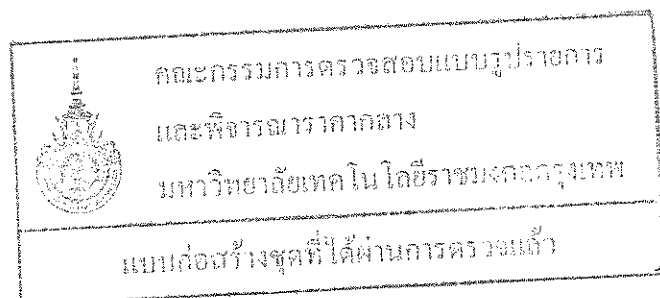 คณะกรรมการตรวจสอบแบบรูปรายการ
และพิจารณาราคากลาง
มหาวิทยาลัยเทคโนโลยีราชมงคลกรุงเทพ
แบบก่อสร้างชุดที่ได้ผ่านการตรวจแล้ว